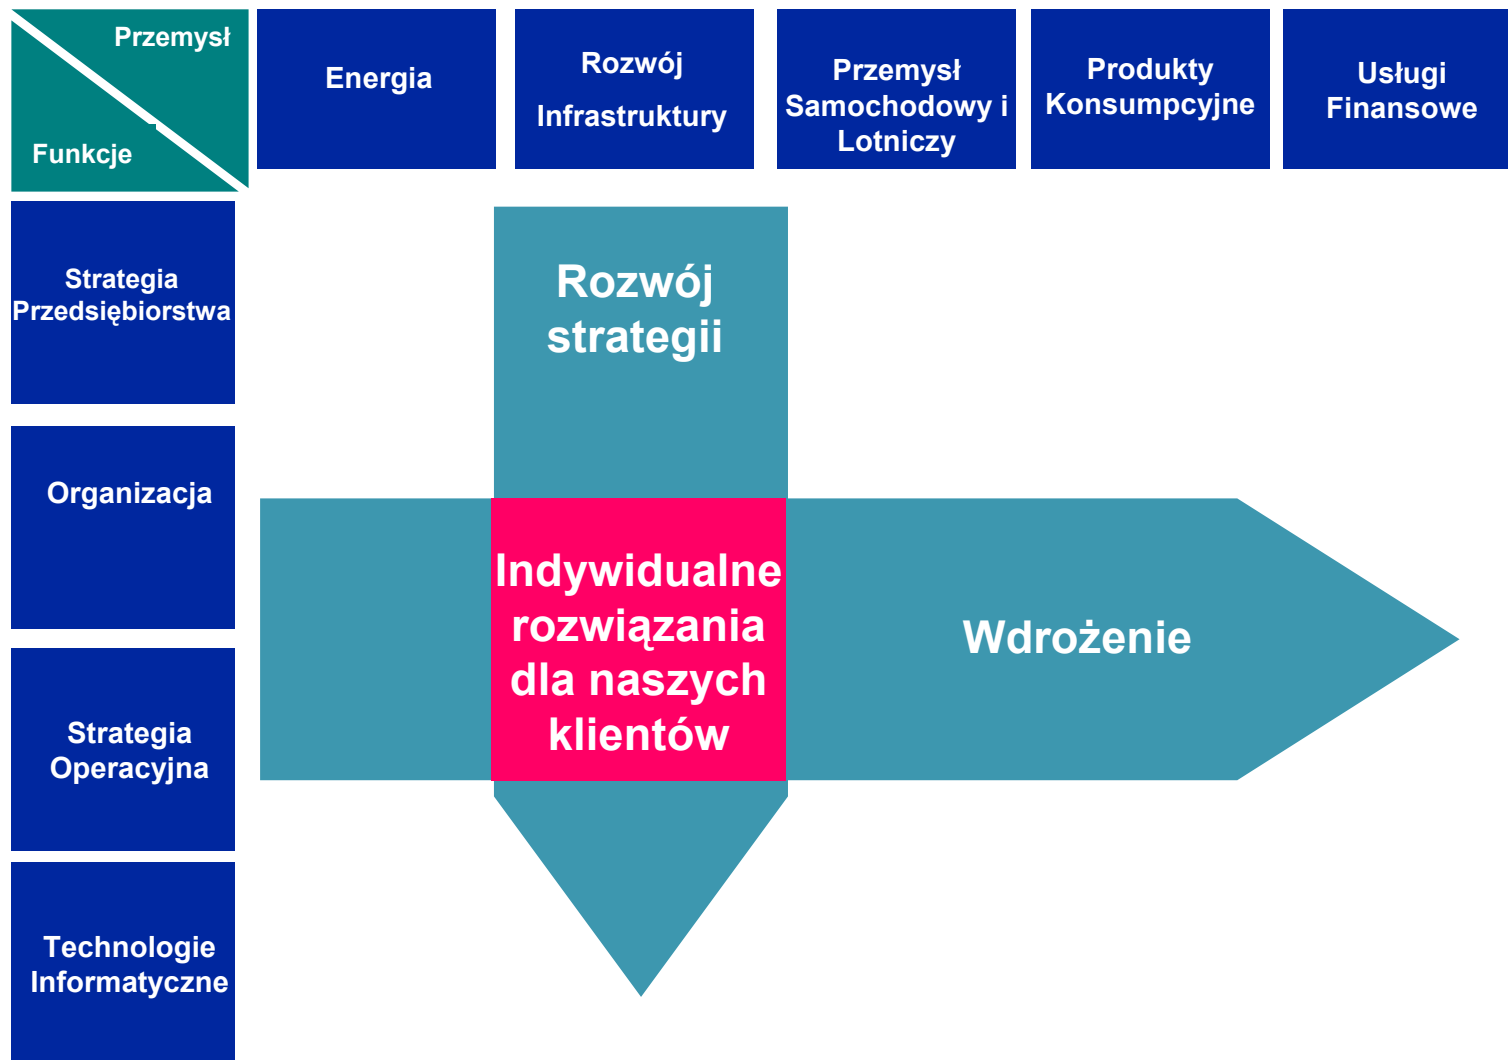 Przemysł
Funkcje
Energia
Rozwój
Infrastruktury
Przemysł
Samochodowy i
Lotniczy
Produkty
Konsumpcyjne
Usługi
Finansowe
Strategia
Przedsiębiorstwa
Organizacja
Strategia
Operacyjna
Technologie
Informatyczne
Rozwój
strategii
Indywidualne
rozwiązania
dla naszych
klientów
Wdrożenie